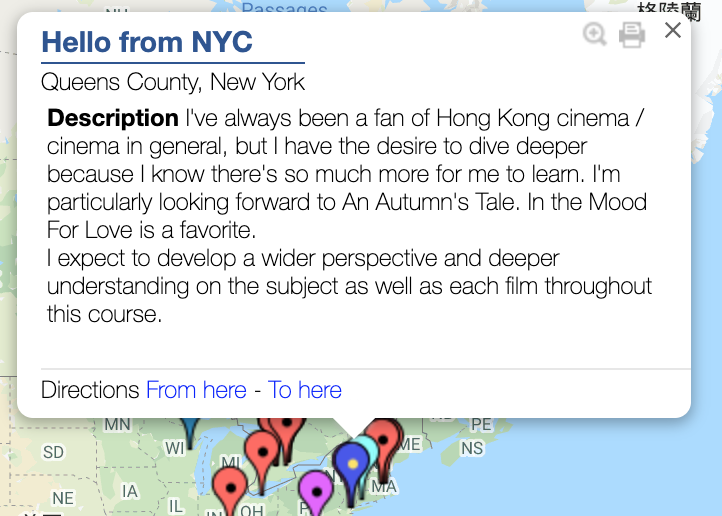 Passages
格陵蘭
Hello from NYC
Queens County, New York
Description I've always been a fan of Hong Kong cinema /
cinema in general, but I have the desire to dive deeper
because I know there's so much more for me to learn. I'm
particularly looking forward to An Autumn's Tale. In the Mood
For Love is a favorite.
I expect to develop a wider perspective and deeper
understanding on the subject as well as each film throughout
this course.
Directions From here - To here
MN
PE
WI
ME
NS
SD
MI
MA
NE
IA
IL
OH